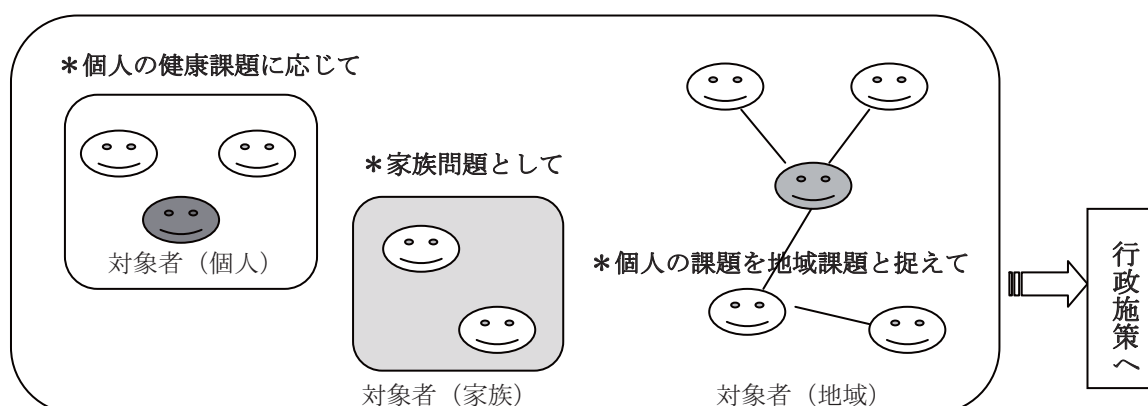 ＊個人の健康課題に応じて
対象者（個人）
＊家族問題として
対象者（家族）
＊個人の課題を地域課題と捉えて
対象者（地域）
行政施策へ